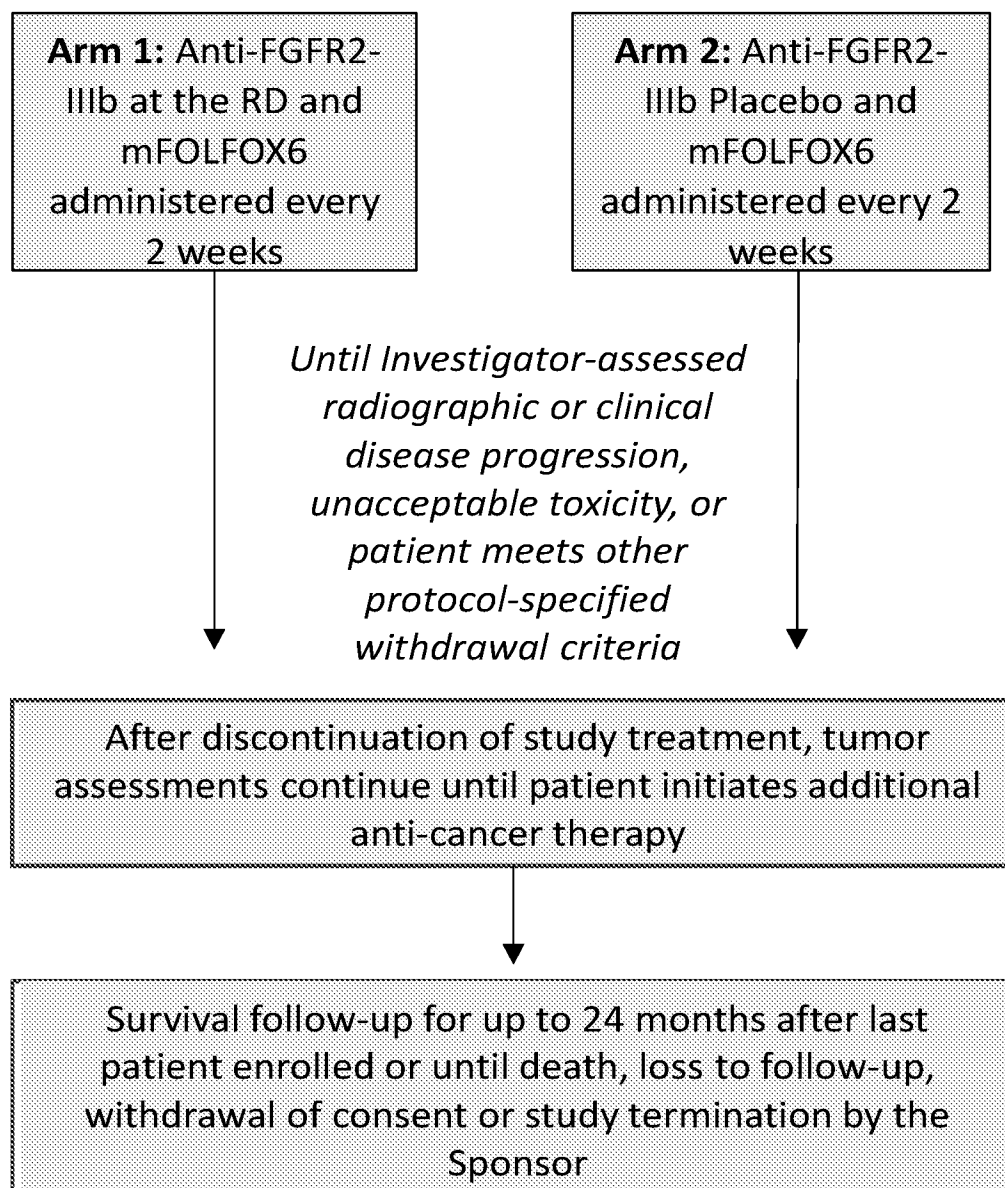 Arm 1: Anti-FGFR2-
IIIb at the RD and
mFOLFOX6
administered every
2 weeks
Arm 2: Anti-FGFR2-
IIIb Placebo and
mFOLFOX6
administered every 2
weeks
Until Investigator-assessed
radiographic or clinical
disease progression,
unacceptable toxicity, or
patient meets other
protocol-specified
withdrawal criteria
After discontinuation of study treatment, tumor
assessments continue until patient initiates additional
anti-cancer therapy
Survival follow-up for up to 24 months after last
patient enrolled or until death, loss to follow-up,
withdrawal of consent or study termination by the
Sponsor